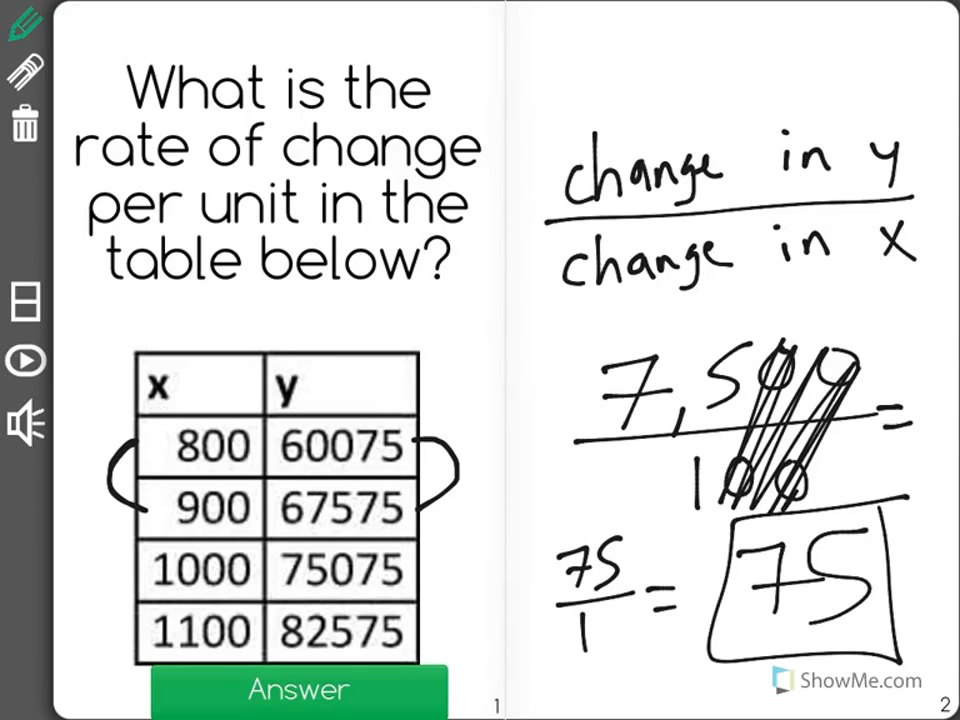 What is the
rate of change
per unit in the
table below?
x y
800 60075
900 67575
1000 75075
1100 82575
Answer
1
change in y
change in x
7,500 =
100
75
1
= 75
ShowMe.com
2